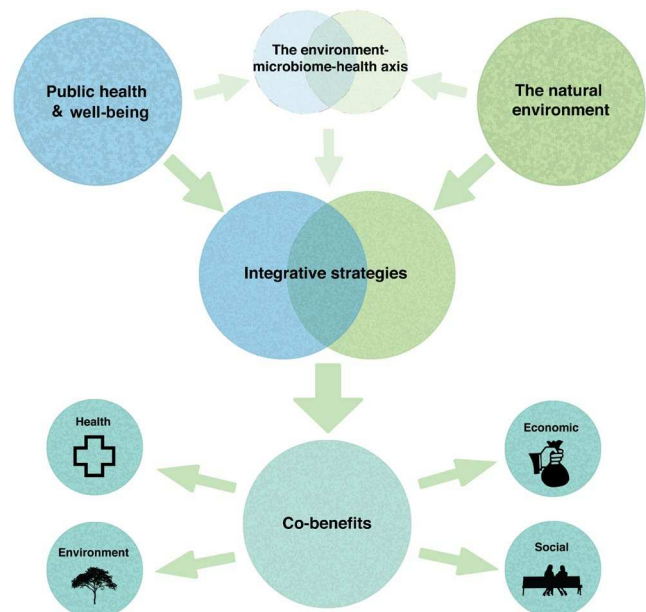 The environment-
microbiome-health axis
Public health
& well-being
The natural
environment
Integrative strategies
Health
Economic
Co-benefits
Environment
Social